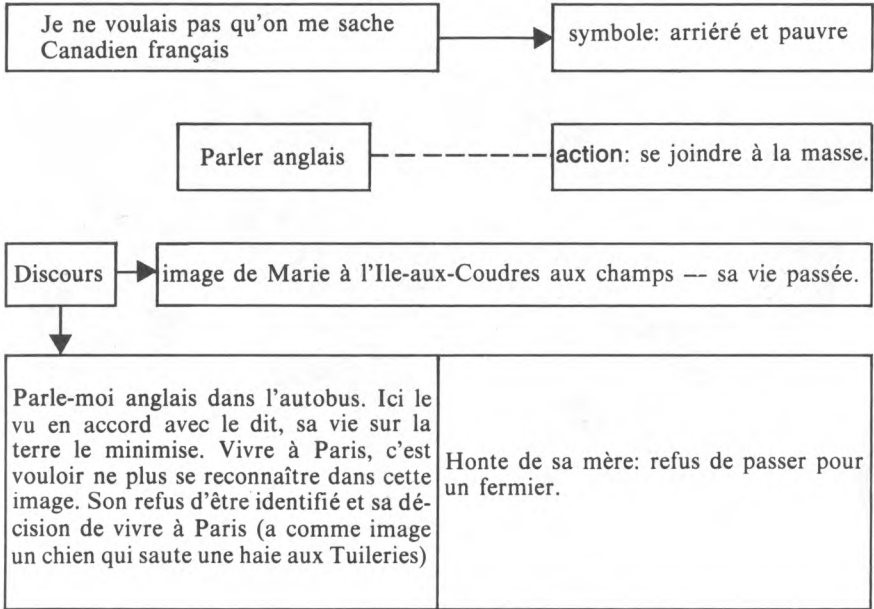 Je ne voulais pas qu'on me sache
Canadien français
symbole: arriéré et pauvre
Parler anglais
action: se joindre à la masse.
Discours
image de Marie à l'Ile-aux-Coudres aux champs — sa vie passée.
Parle-moi anglais dans l'autobus. Ici le
vu en accord avec le dit, sa vie sur la
terre le minimise. Vivre à Paris, c'est
vouloir ne plus se reconnaître dans cette
image. Son refus d'être identifié et sa dé-
cision de vivre à Paris (a comme image
un chien qui saute une haie aux Tuileries)
Honte de sa mère: refus de passer pour
un fermier.